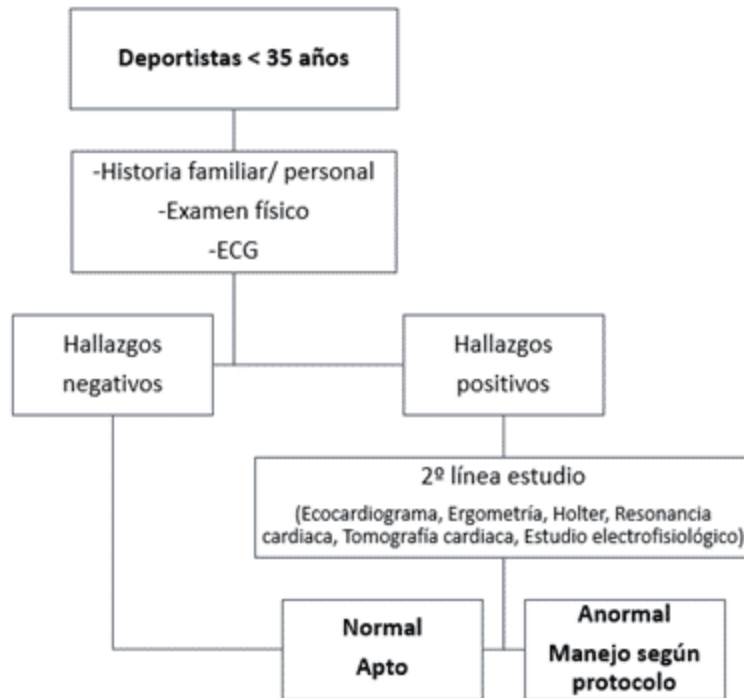 Deportistas < 35 años
-Historia familiar/ personal
-Examen físico
-ECG
Hallazgos
negativos
Hallazgos
positivos
2º línea estudio
(Ecocardiograma, Ergometría, Holter, Resonancia
cardiaca, Tomografía cardiaca, Estudio electrofisiológico)
Normal
Apto
Anormal
Manejo según
protocolo